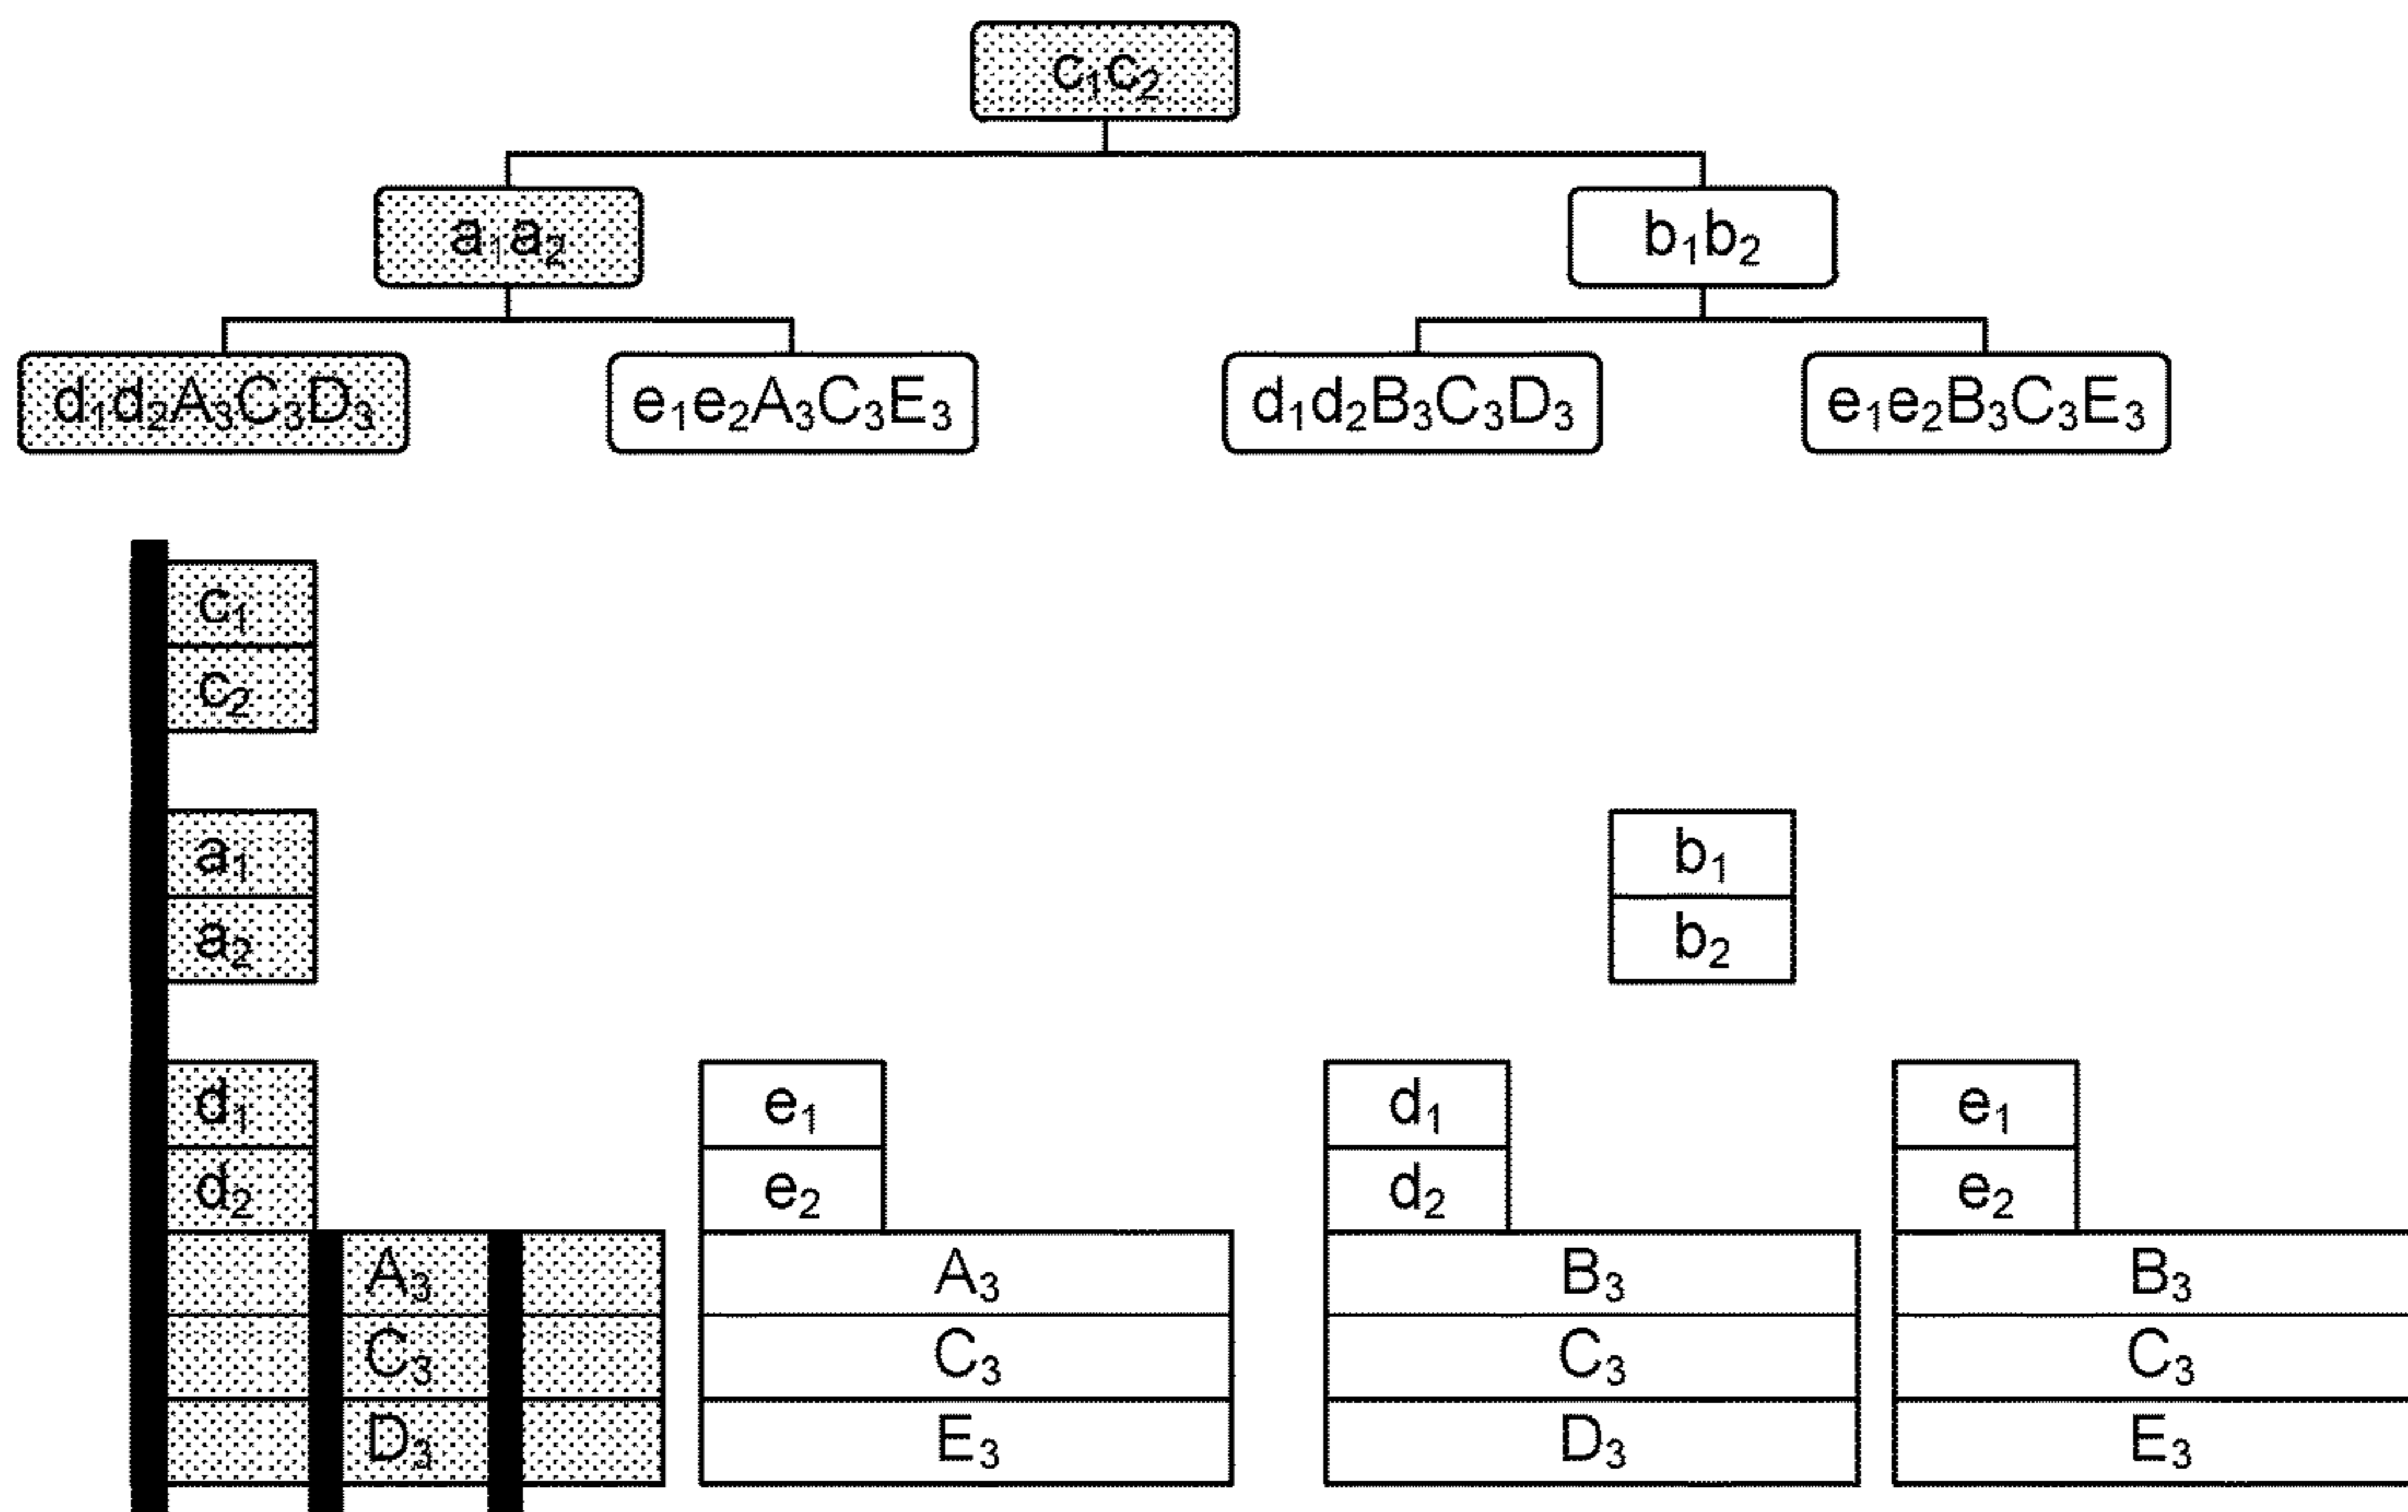 c₁c₂
a₁a₂ b₁b₂
d₁d₂A₃C₃D₃ e₁e₂A₃C₃E₃ d₁d₂B₃C₃D₃ e₁e₂B₃C₃E₃
c₁
c₂
a₁ b₁
a₂ b₂
d₁ e₁ d₁ e₁
d₂ e₂ d₂ e₂
A₃ A₃ B₃ B₃
C₃ C₃ C₃ C₃
D₃ E₃ D₃ E₃